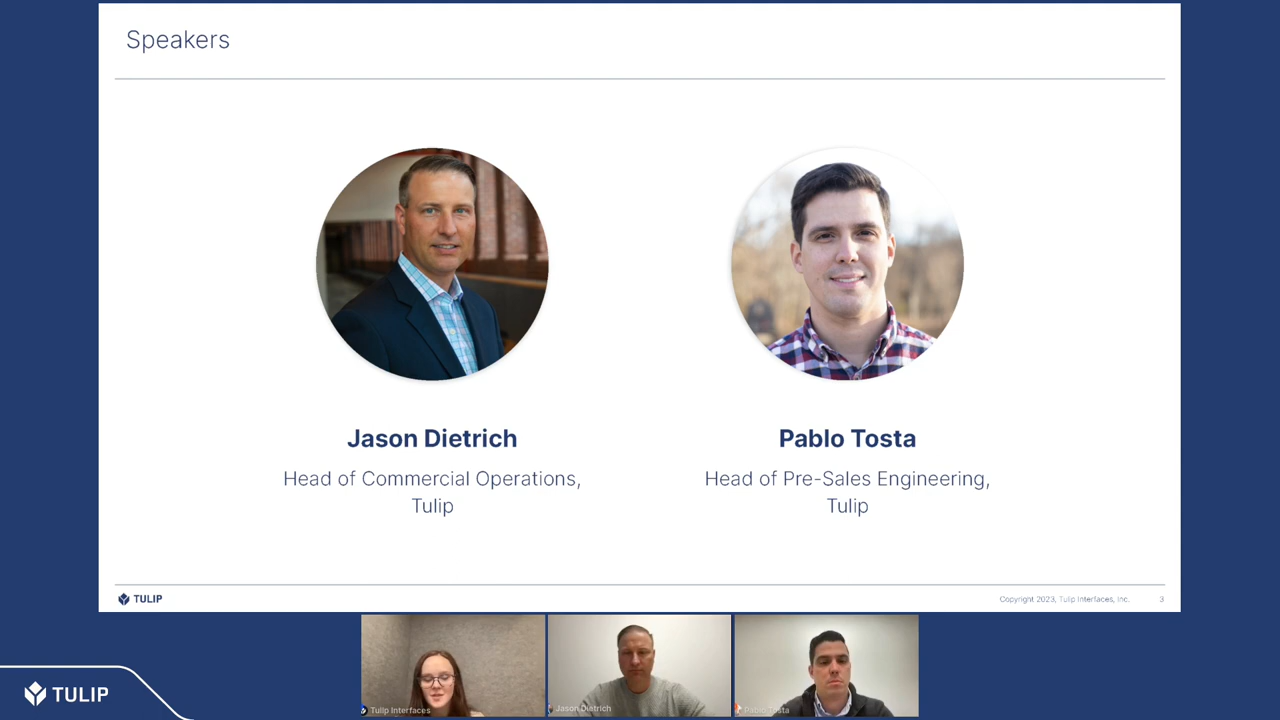 Speakers
Jason Dietrich
Head of Commercial Operations,
Tulip
Pablo Tosta
Head of Pre-Sales Engineering,
Tulip
TULIP
Copyright 2023, Tulip Interfaces, Inc.
3
Tulip Interfaces
Jason Dietrich
Pablo Tosta
TULIP